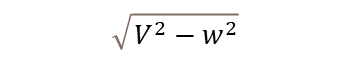 √(V² − w²)